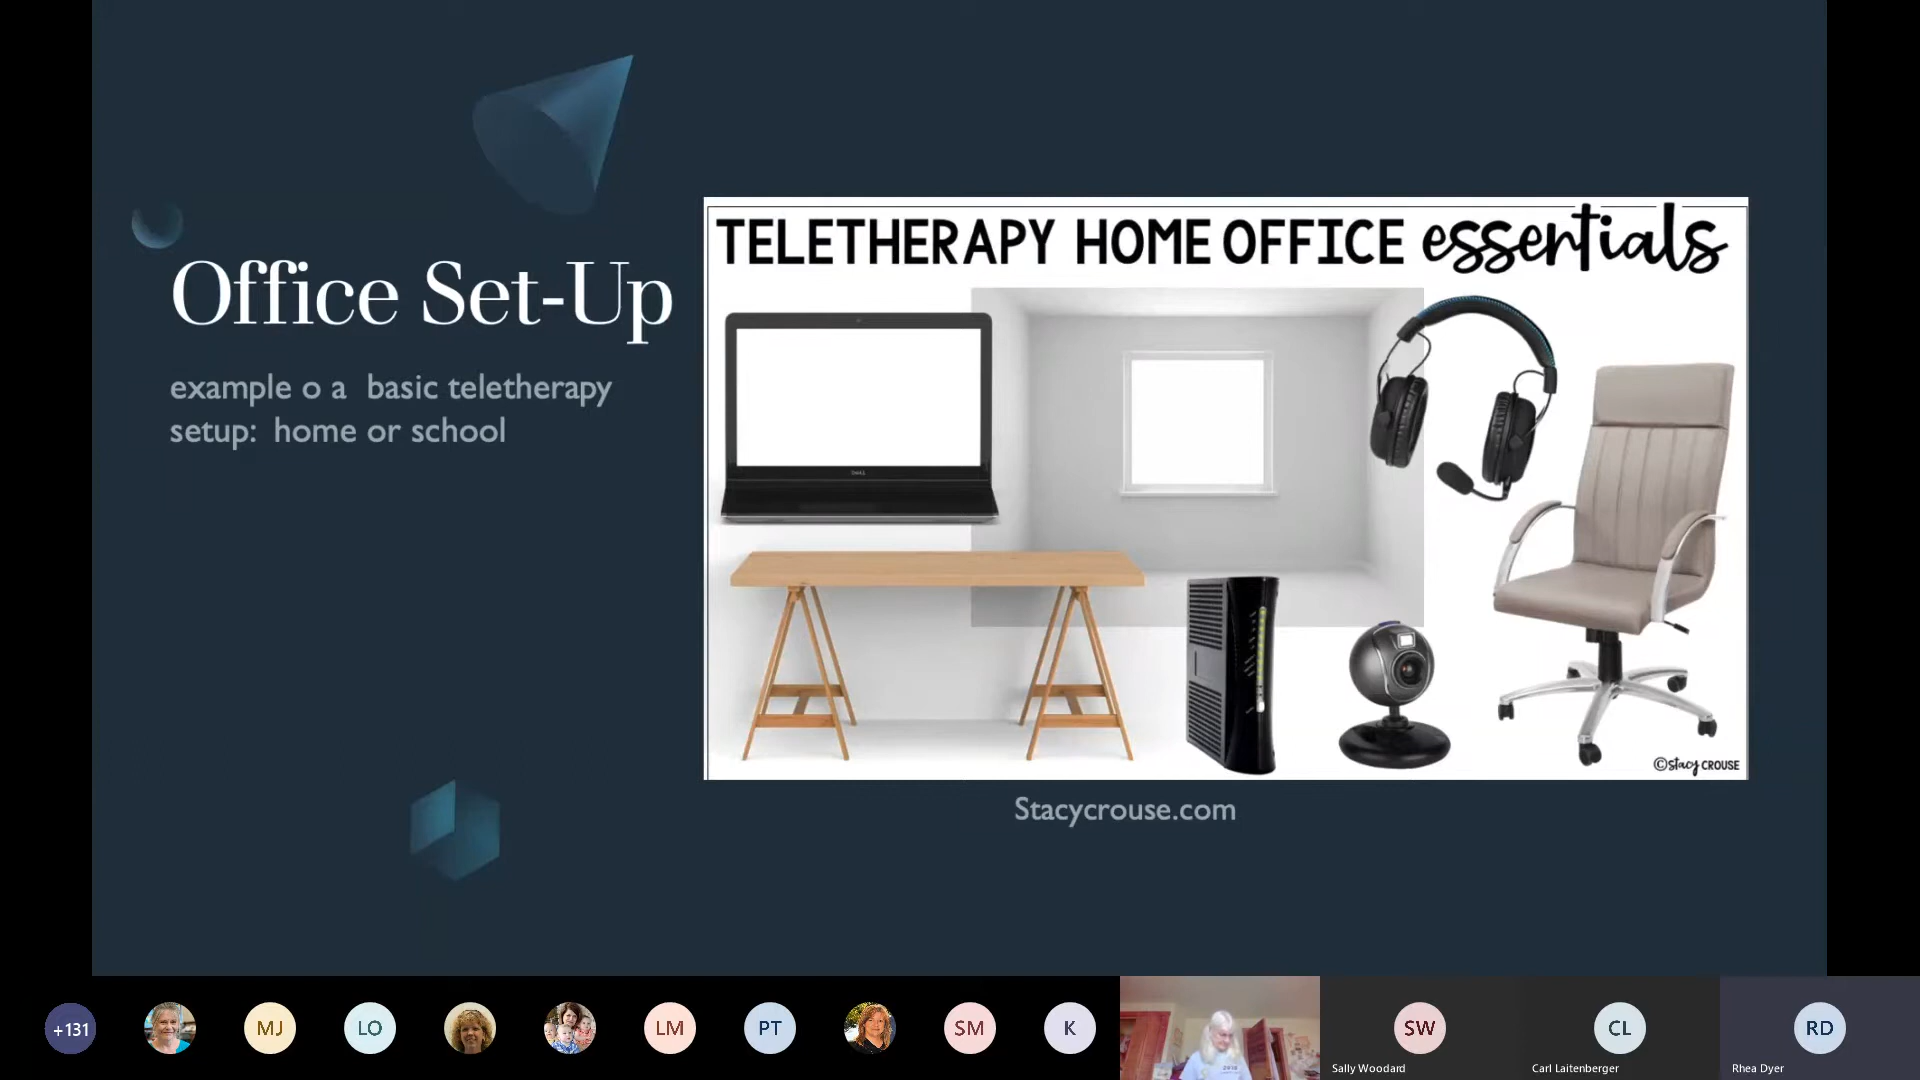 Office Set-Up
example o a  basic teletherapy
setup:  home or school
TELETHERAPY HOME OFFICE essentials
DELL
©stacy CROUSE
Stacycrouse.com
+131
MJ
LO
LM
PT
SM
K
SW
Sally Woodard
CL
Carl Laitenberger
RD
Rhea Dyer